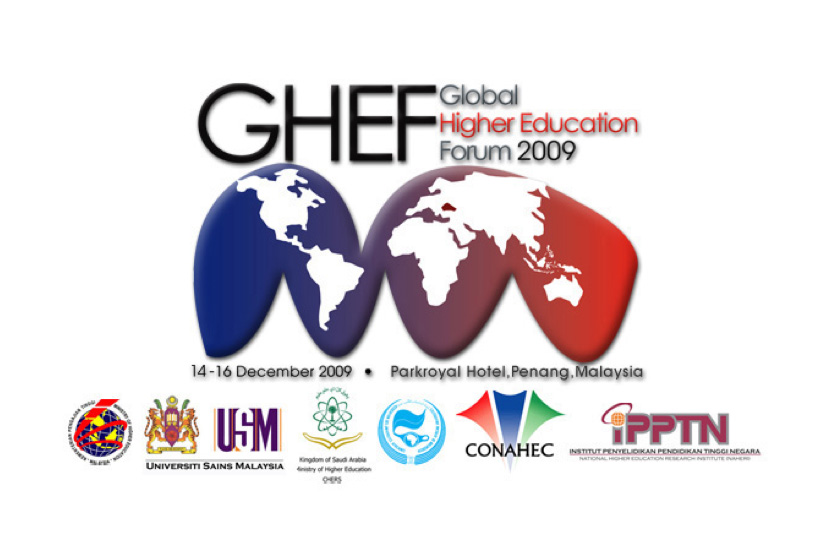 GHEF
Global
Higher Education
Forum 2009
14-16 December 2009 • Parkroyal Hotel, Penang, Malaysia
USM
UNIVERSITI SAINS MALAYSIA
Kingdom of Saudi Arabia
Ministry of Higher Education
CHERS
CONAHEC
iPPTN
INSTITUT PENYELIDIKAN PENDIDIKAN TINGGI NEGARA
NATIONAL HIGHER EDUCATION RESEARCH INSTITUTE (NAHERI)